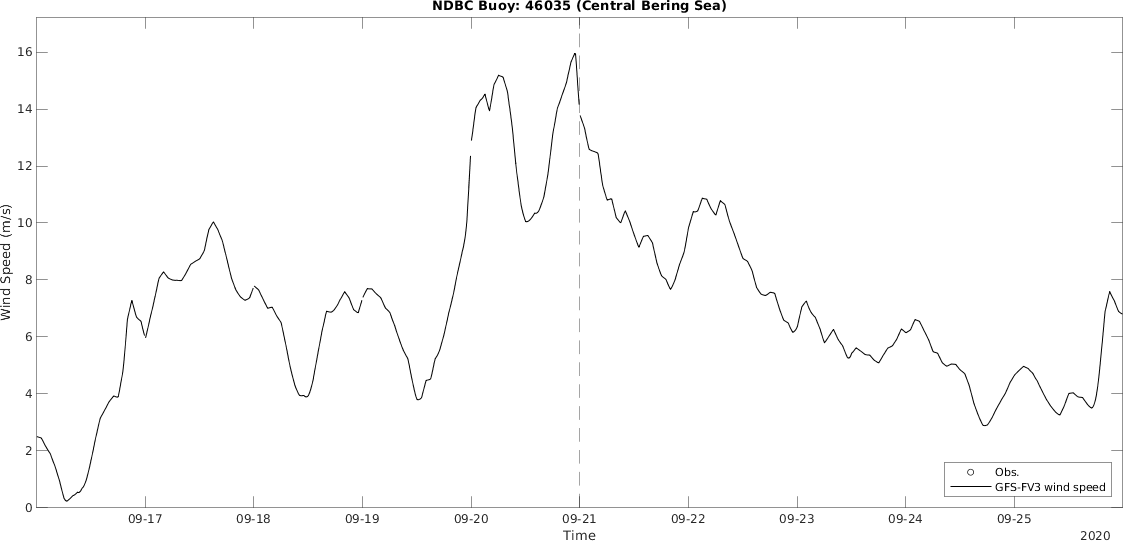 NDBC Buoy: 46035 (Central Bering Sea)
16
14
12
10
8
6
4
2
0
Wind Speed (m/s)
Obs.
GFS-FV3 wind speed
09-17 09-18 09-19 09-20 09-21 09-22 09-23 09-24 09-25
Time
2020